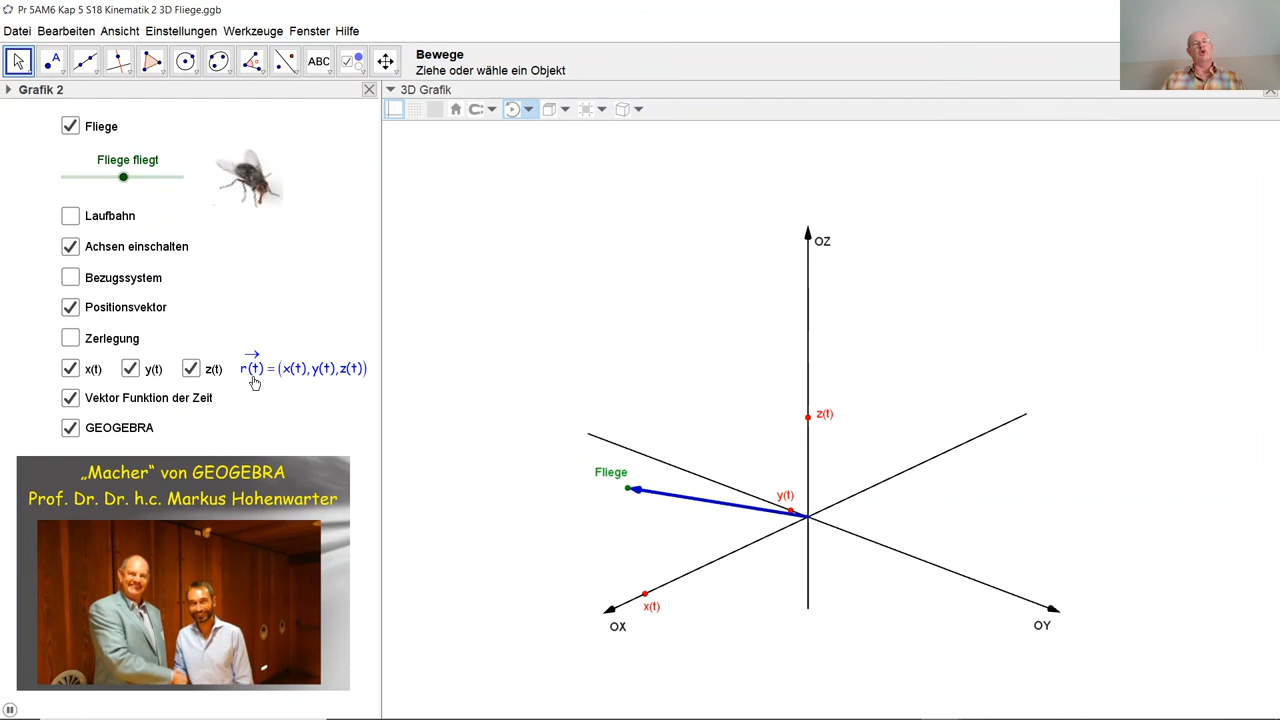 Pr 5AM6 Kap 5 S18 Kinematik 2 3D Fliege.ggb
Datei Bearbeiten Ansicht Einstellungen Werkzeuge Fenster Hilfe
A
ABC
Bewege
Ziehe oder wähle ein Objekt
Grafik 2
3D Grafik
Fliege
Fliege fliegt
Laufbahn
Achsen einschalten
Bezugssystem
Positionsvektor
Zerlegung
x(t) y(t) z(t) r(t) = (x(t), y(t), z(t))
Vektor Funktion der Zeit
GEOGEBRA
„Macher“ von GEOGEBRA
Prof. Dr. Dr. h.c. Markus Hohenwarter
OZ
z(t)
Fliege
y(t)
x(t)
OX
OY